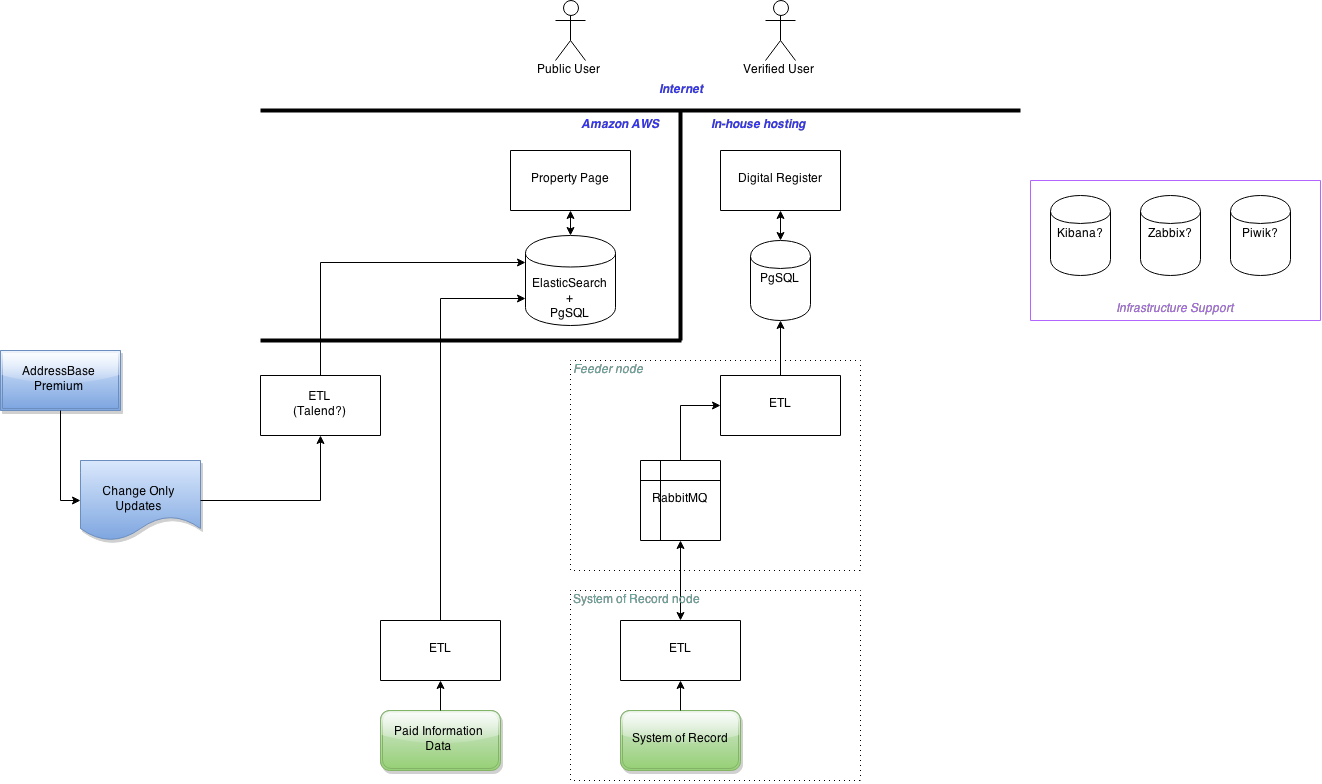 Public User
Verified User
Internet
Amazon AWS
In-house hosting
Property Page
Digital Register
Kibana?
Zabbix?
Piwik?
Infrastructure Support
ElasticSearch
+
PgSQL
PgSQL
AddressBase
Premium
ETL
(Talend?)
Feeder node
ETL
Change Only
Updates
RabbitMQ
System of Record node
ETL
ETL
Paid Information
Data
System of Record